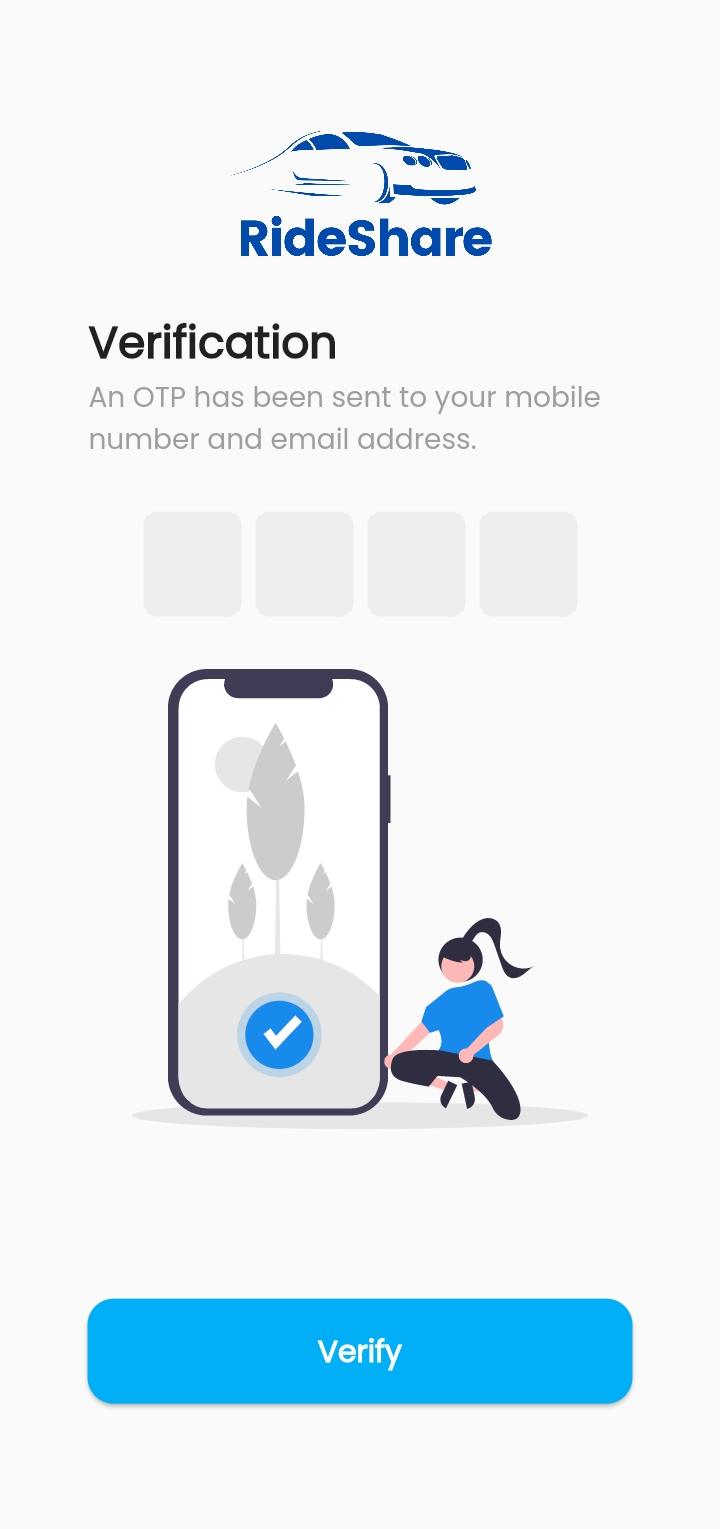 RideShare
Verification
An OTP has been sent to your mobile
number and email address.
Verify